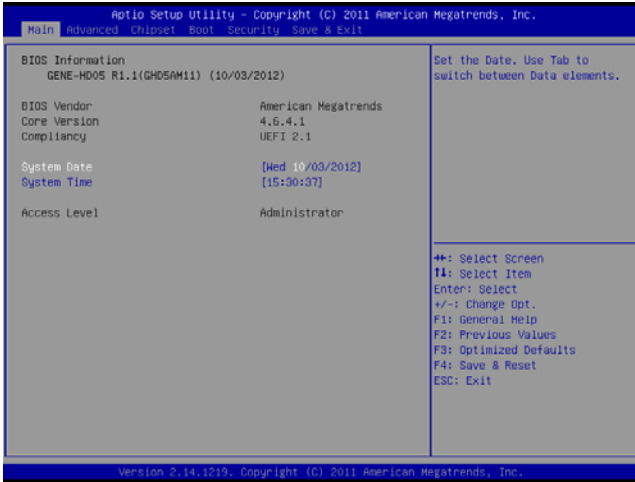 Aptio Setup Utility - Copyright (C) 2011 American Megatrends, Inc.
Main Advanced Chipset Boot Security Save & Exit
BIOS Information
GENE-HD05 R1.1(GHD5AM11) (10/03/2012)
BIOS Vendor American Megatrends
Core Version 4.6.4.1
Compliancy UEFI 2.1
System Date [Wed 10/03/2012]
System Time [15:30:37]
Access Level Administrator
Set the Date. Use Tab to
switch between Data elements.
→←: Select Screen
↑↓: Select Item
Enter: Select
+/-: Change Opt.
F1: General Help
F2: Previous Values
F3: Optimized Defaults
F4: Save & Reset
ESC: Exit
Version 2.14.1219. Copyright (C) 2011 American Megatrends, Inc.